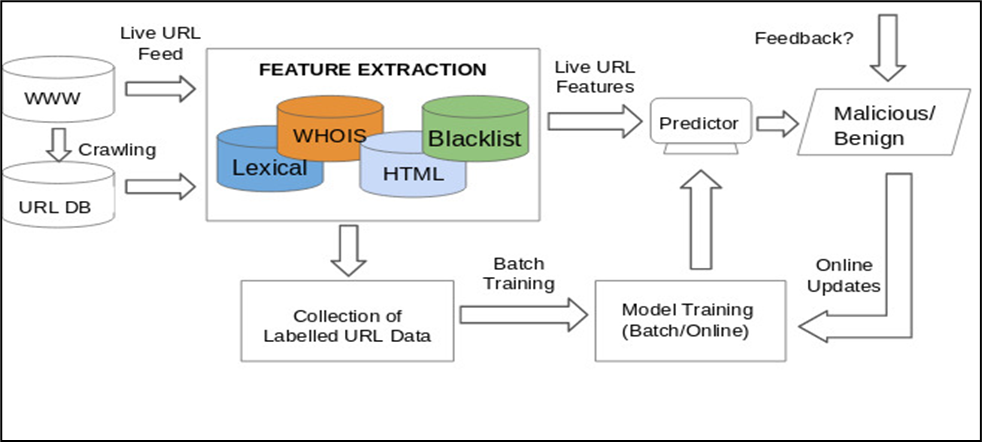 Live URL
Feed
Feedback?
FEATURE EXTRACTION
Live URL
Features
WWW
WHOIS
Blacklist
Lexical
HTML
Predictor
Malicious/
Benign
Crawling
URL DB
Batch
Training
Online
Updates
Collection of
Labelled URL Data
Model Training
(Batch/Online)